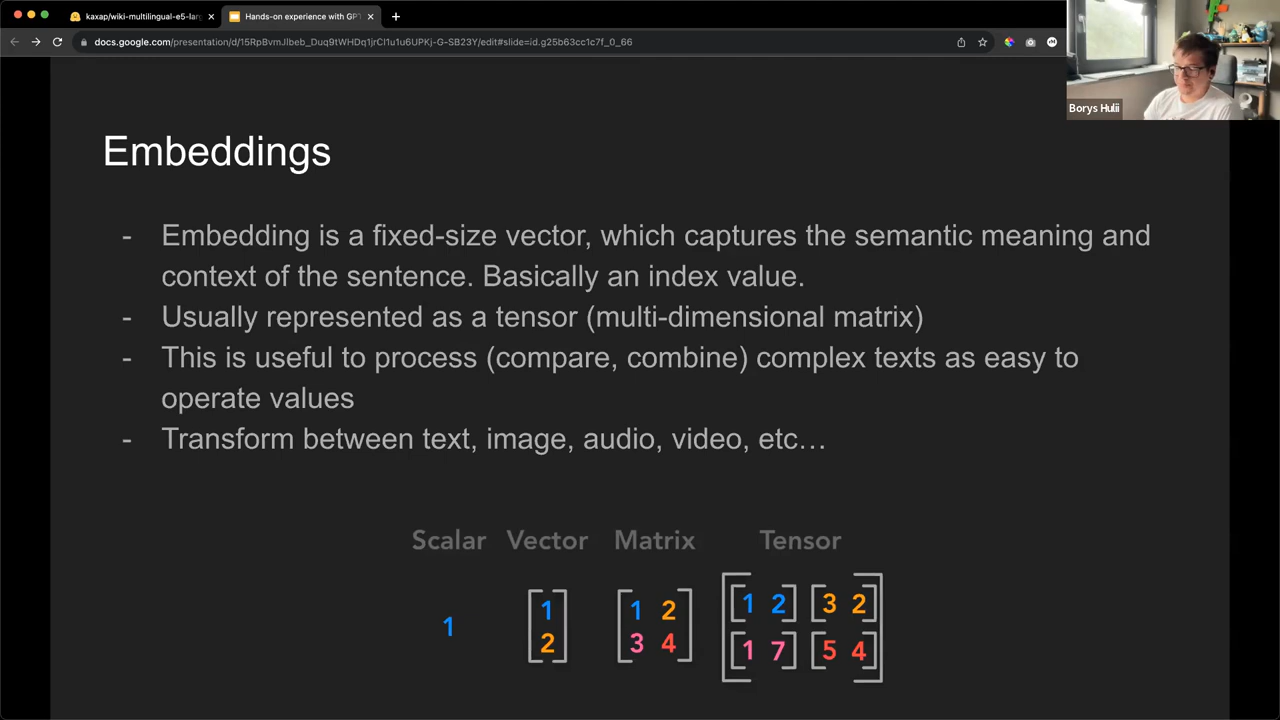 kaxap/wiki-multilingual-e5-larg
Hands-on experience with GPT
docs.google.com/presentation/d/15RpBvmJIbeb_Duq9tWHDq1jrCl1u1u6UPKj-G-SB23Y/edit#slide=id.g25b63cc1c7f_0_66
Borys Hulii
Embeddings
- Embedding is a fixed-size vector, which captures the semantic meaning and
context of the sentence. Basically an index value.
- Usually represented as a tensor (multi-dimensional matrix)
- This is useful to process (compare, combine) complex texts as easy to
operate values
- Transform between text, image, audio, video, etc…
Scalar Vector Matrix Tensor
1 1 1 2 1 2 3 2
2 3 4 1 7 5 4